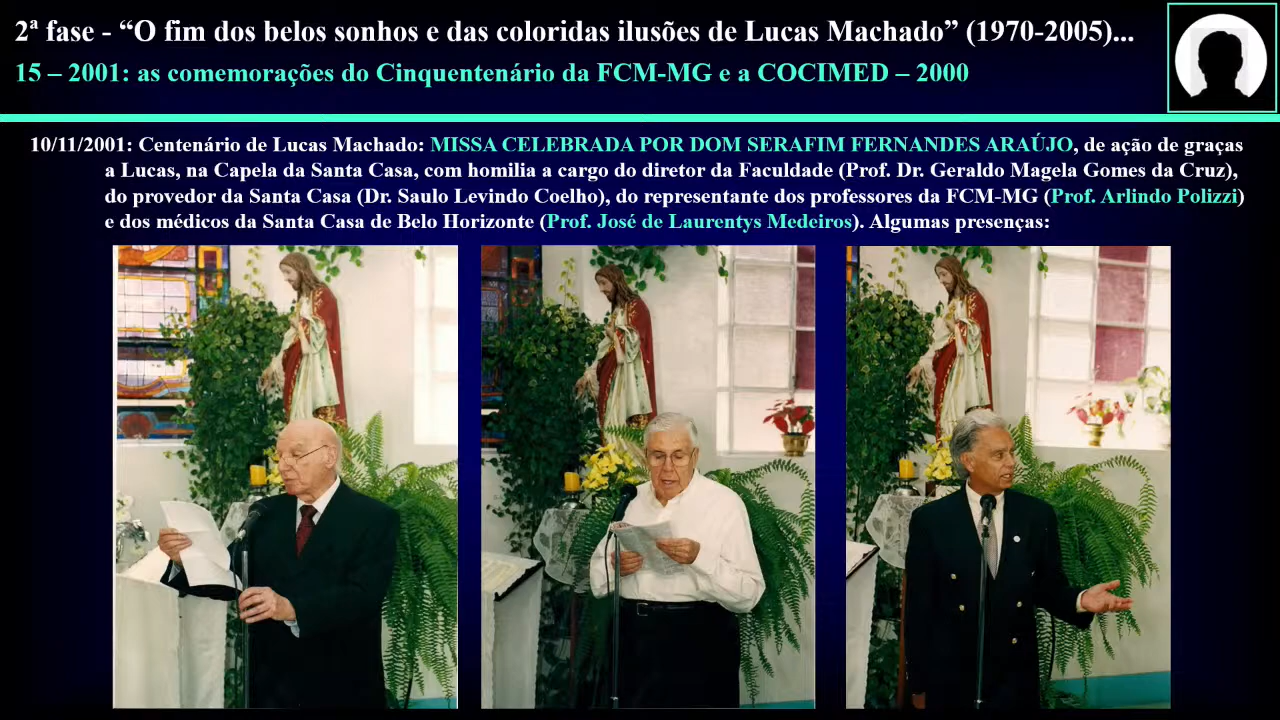 2ª fase - “O fim dos belos sonhos e das coloridas ilusões de Lucas Machado” (1970-2005)...
15 – 2001: as comemorações do Cinquentenário da FCM-MG e a COCIMED – 2000
10/11/2001: Centenário de Lucas Machado: MISSA CELEBRADA POR DOM SERAFIM FERNANDES ARAÚJO, de ação de graças
a Lucas, na Capela da Santa Casa, com homilia a cargo do diretor da Faculdade (Prof. Dr. Geraldo Magela Gomes da Cruz),
do provedor da Santa Casa (Dr. Saulo Levindo Coelho), do representante dos professores da FCM-MG (Prof. Arlindo Polizzi)
e dos médicos da Santa Casa de Belo Horizonte (Prof. José de Laurentys Medeiros). Algumas presenças: